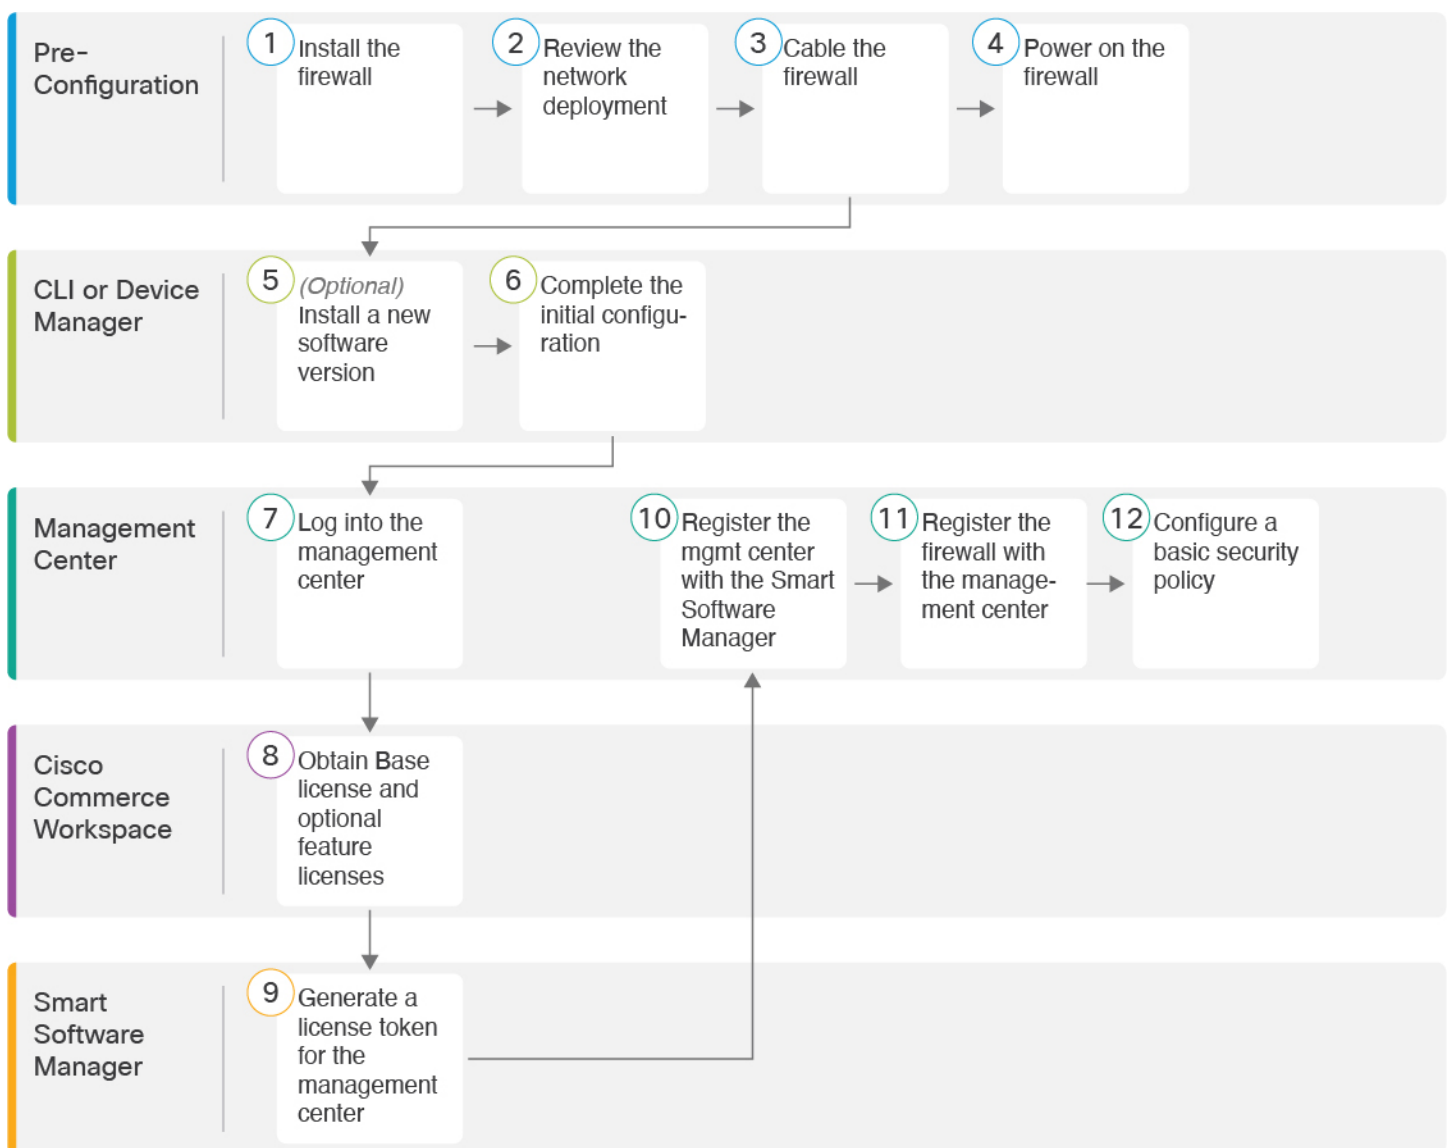 Pre-
Configuration
1
Install the
firewall
2
Review the
network
deployment
3
Cable the
firewall
4
Power on the
firewall
CLI or Device
Manager
5
(Optional)
Install a new
software
version
6
Complete the
initial configu-
ration
Management
Center
7
Log into the
management
center
10
Register the
mgmt center
with the Smart
Software
Manager
11
Register the
firewall with
the manage-
ment center
12
Configure a
basic security
policy
Cisco
Commerce
Workspace
8
Obtain Base
license and
optional
feature
licenses
Smart
Software
Manager
9
Generate a
license token
for the
management
center